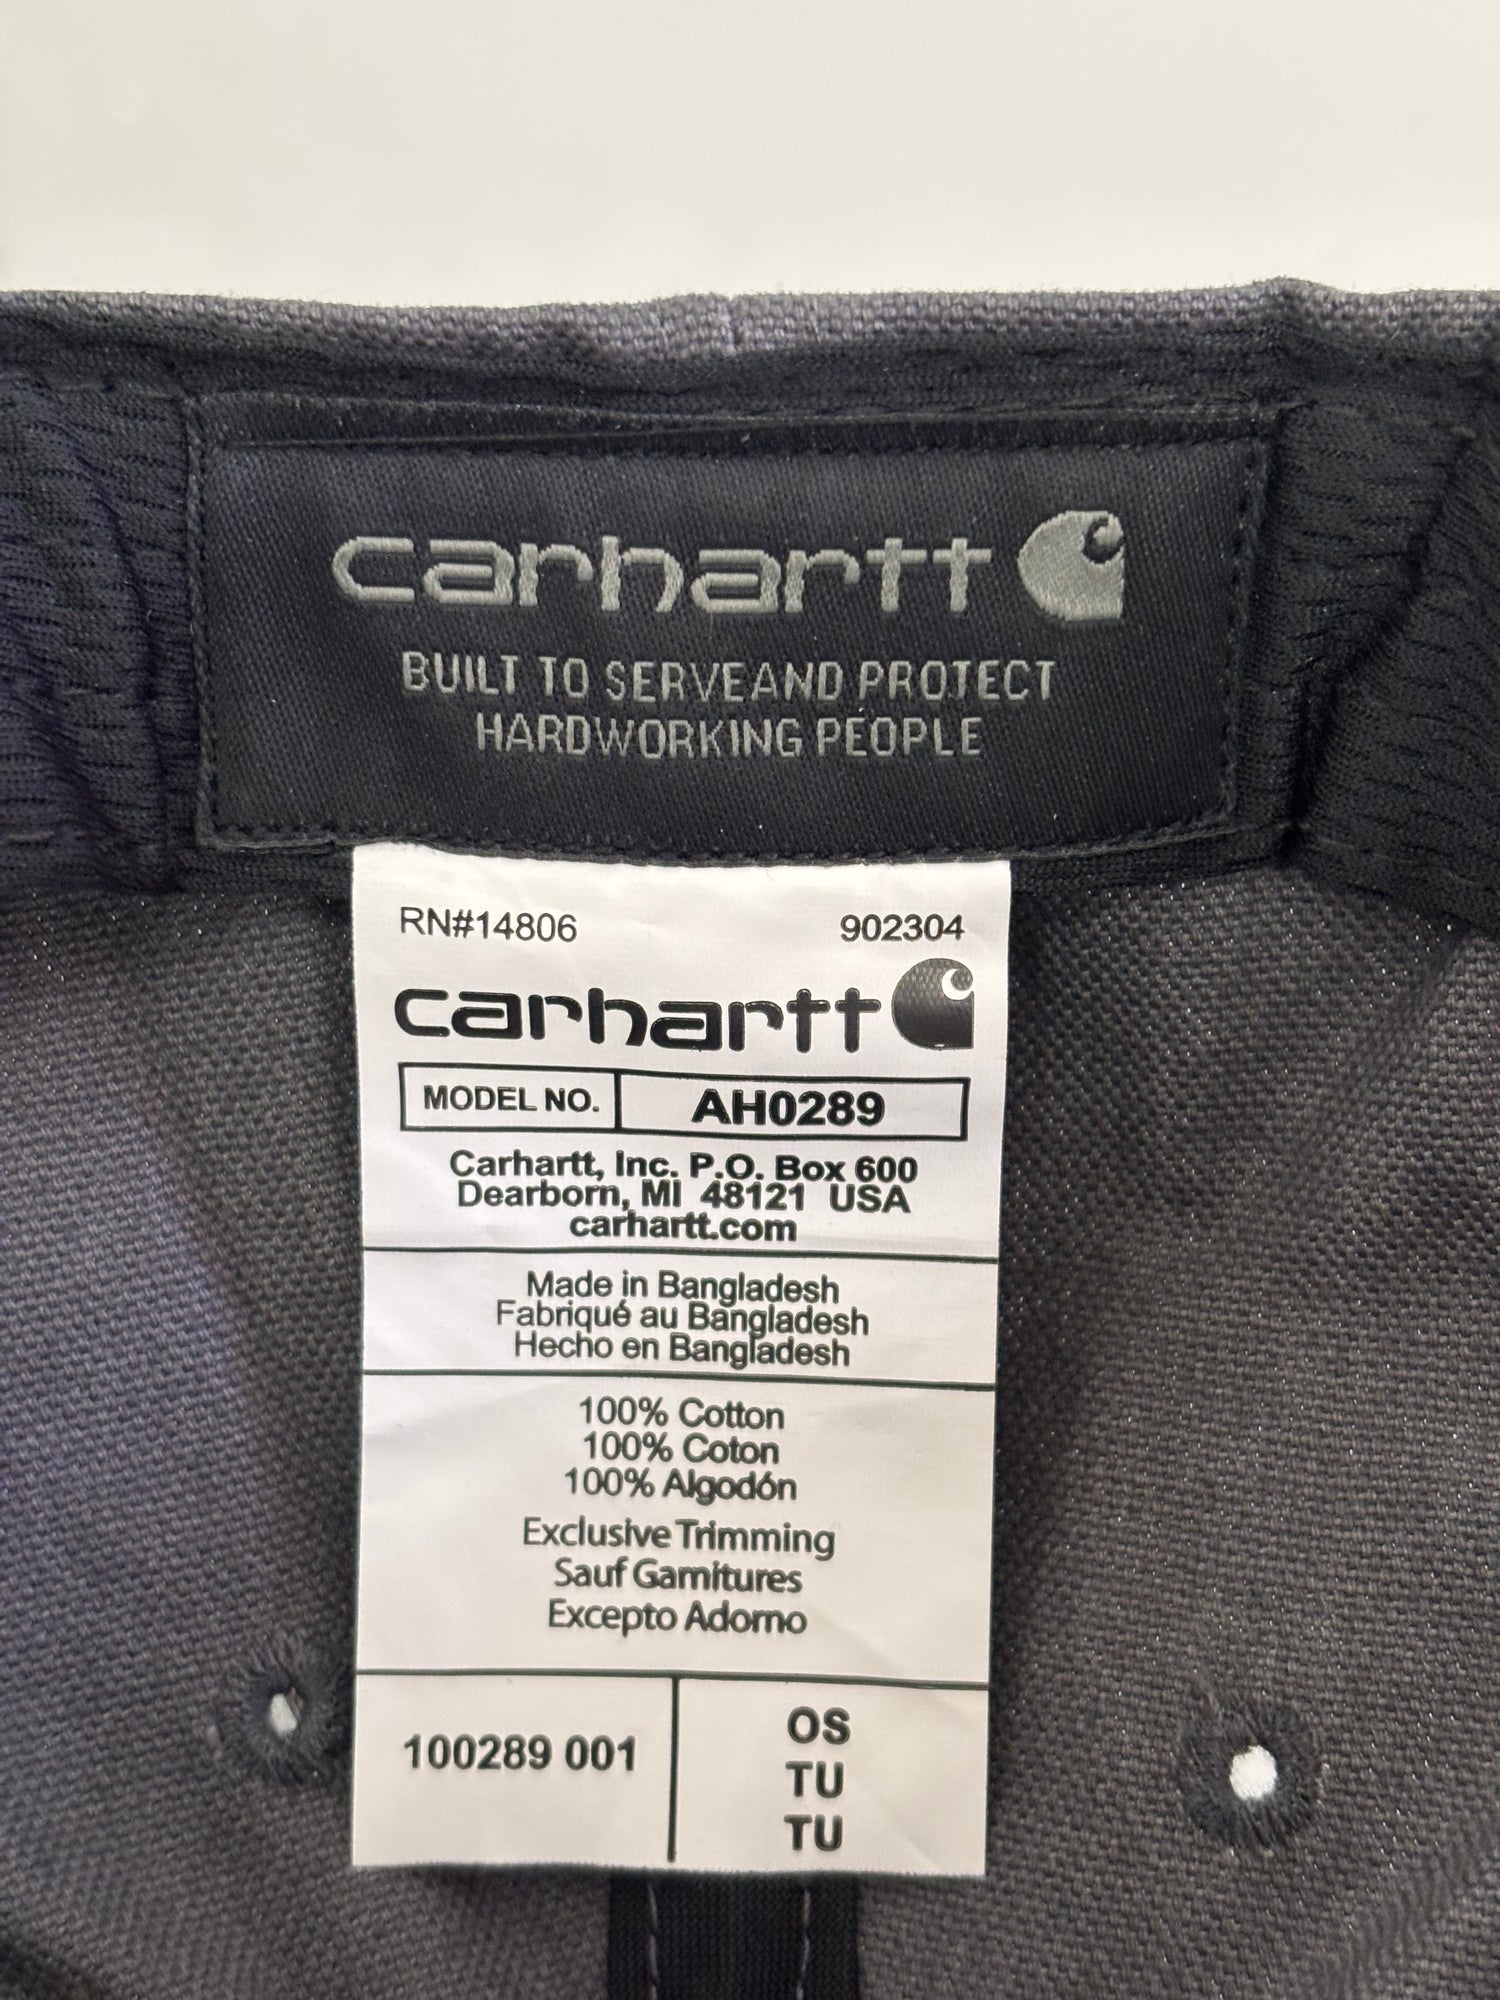 carhartt
BUILT TO SERVE AND PROTECT
HARDWORKING PEOPLE
RN#14806 902304
carhartt
MODEL NO. AH0289
Carhartt, Inc. P.O. Box 600
Dearborn, MI 48121 USA
carhartt.com
Made in Bangladesh
Fabriqué au Bangladesh
Hecho en Bangladesh
100% Cotton
100% Coton
100% Algodón
Exclusive Trimming
Sauf Garnitures
Excepto Adorno
100289 001
OS
TU
TU